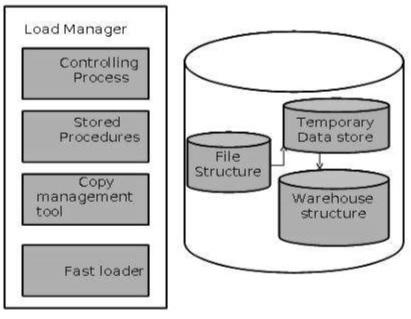 Load Manager
Controlling
Process
Stored
Procedures
Copy
management
tool
Fast loader
File
Structure
Temporary
Data store
Warehouse
structure